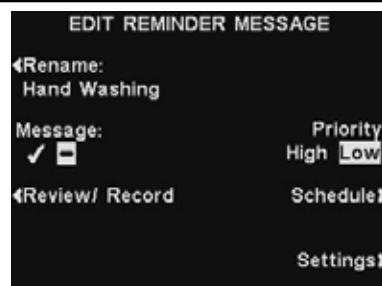 EDIT REMINDER MESSAGE
Rename:
Hand Washing
Message:
Priority
High Low
Review/ Record
Schedule
Settings